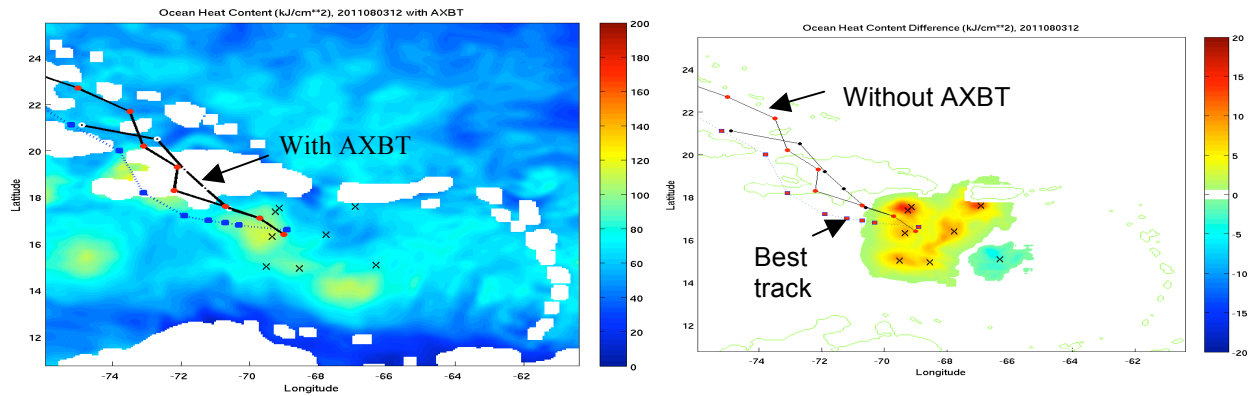 Ocean Heat Content (kJ/cm**2), 2011080312 with AXBT
24
22
20
18
16
14
12
Latitude
With AXBT
-74 -72 -70 -68 -66 -64 -62
Longitude
200
180
160
140
120
100
80
60
40
20
0
Ocean Heat Content Difference (kJ/cm**2), 2011080312
24
22
20
18
16
14
12
Latitude
Without AXBT
Best
track
-74 -72 -70 -68 -66 -64 -62
Longitude
20
15
10
5
0
-5
-10
-15
-20